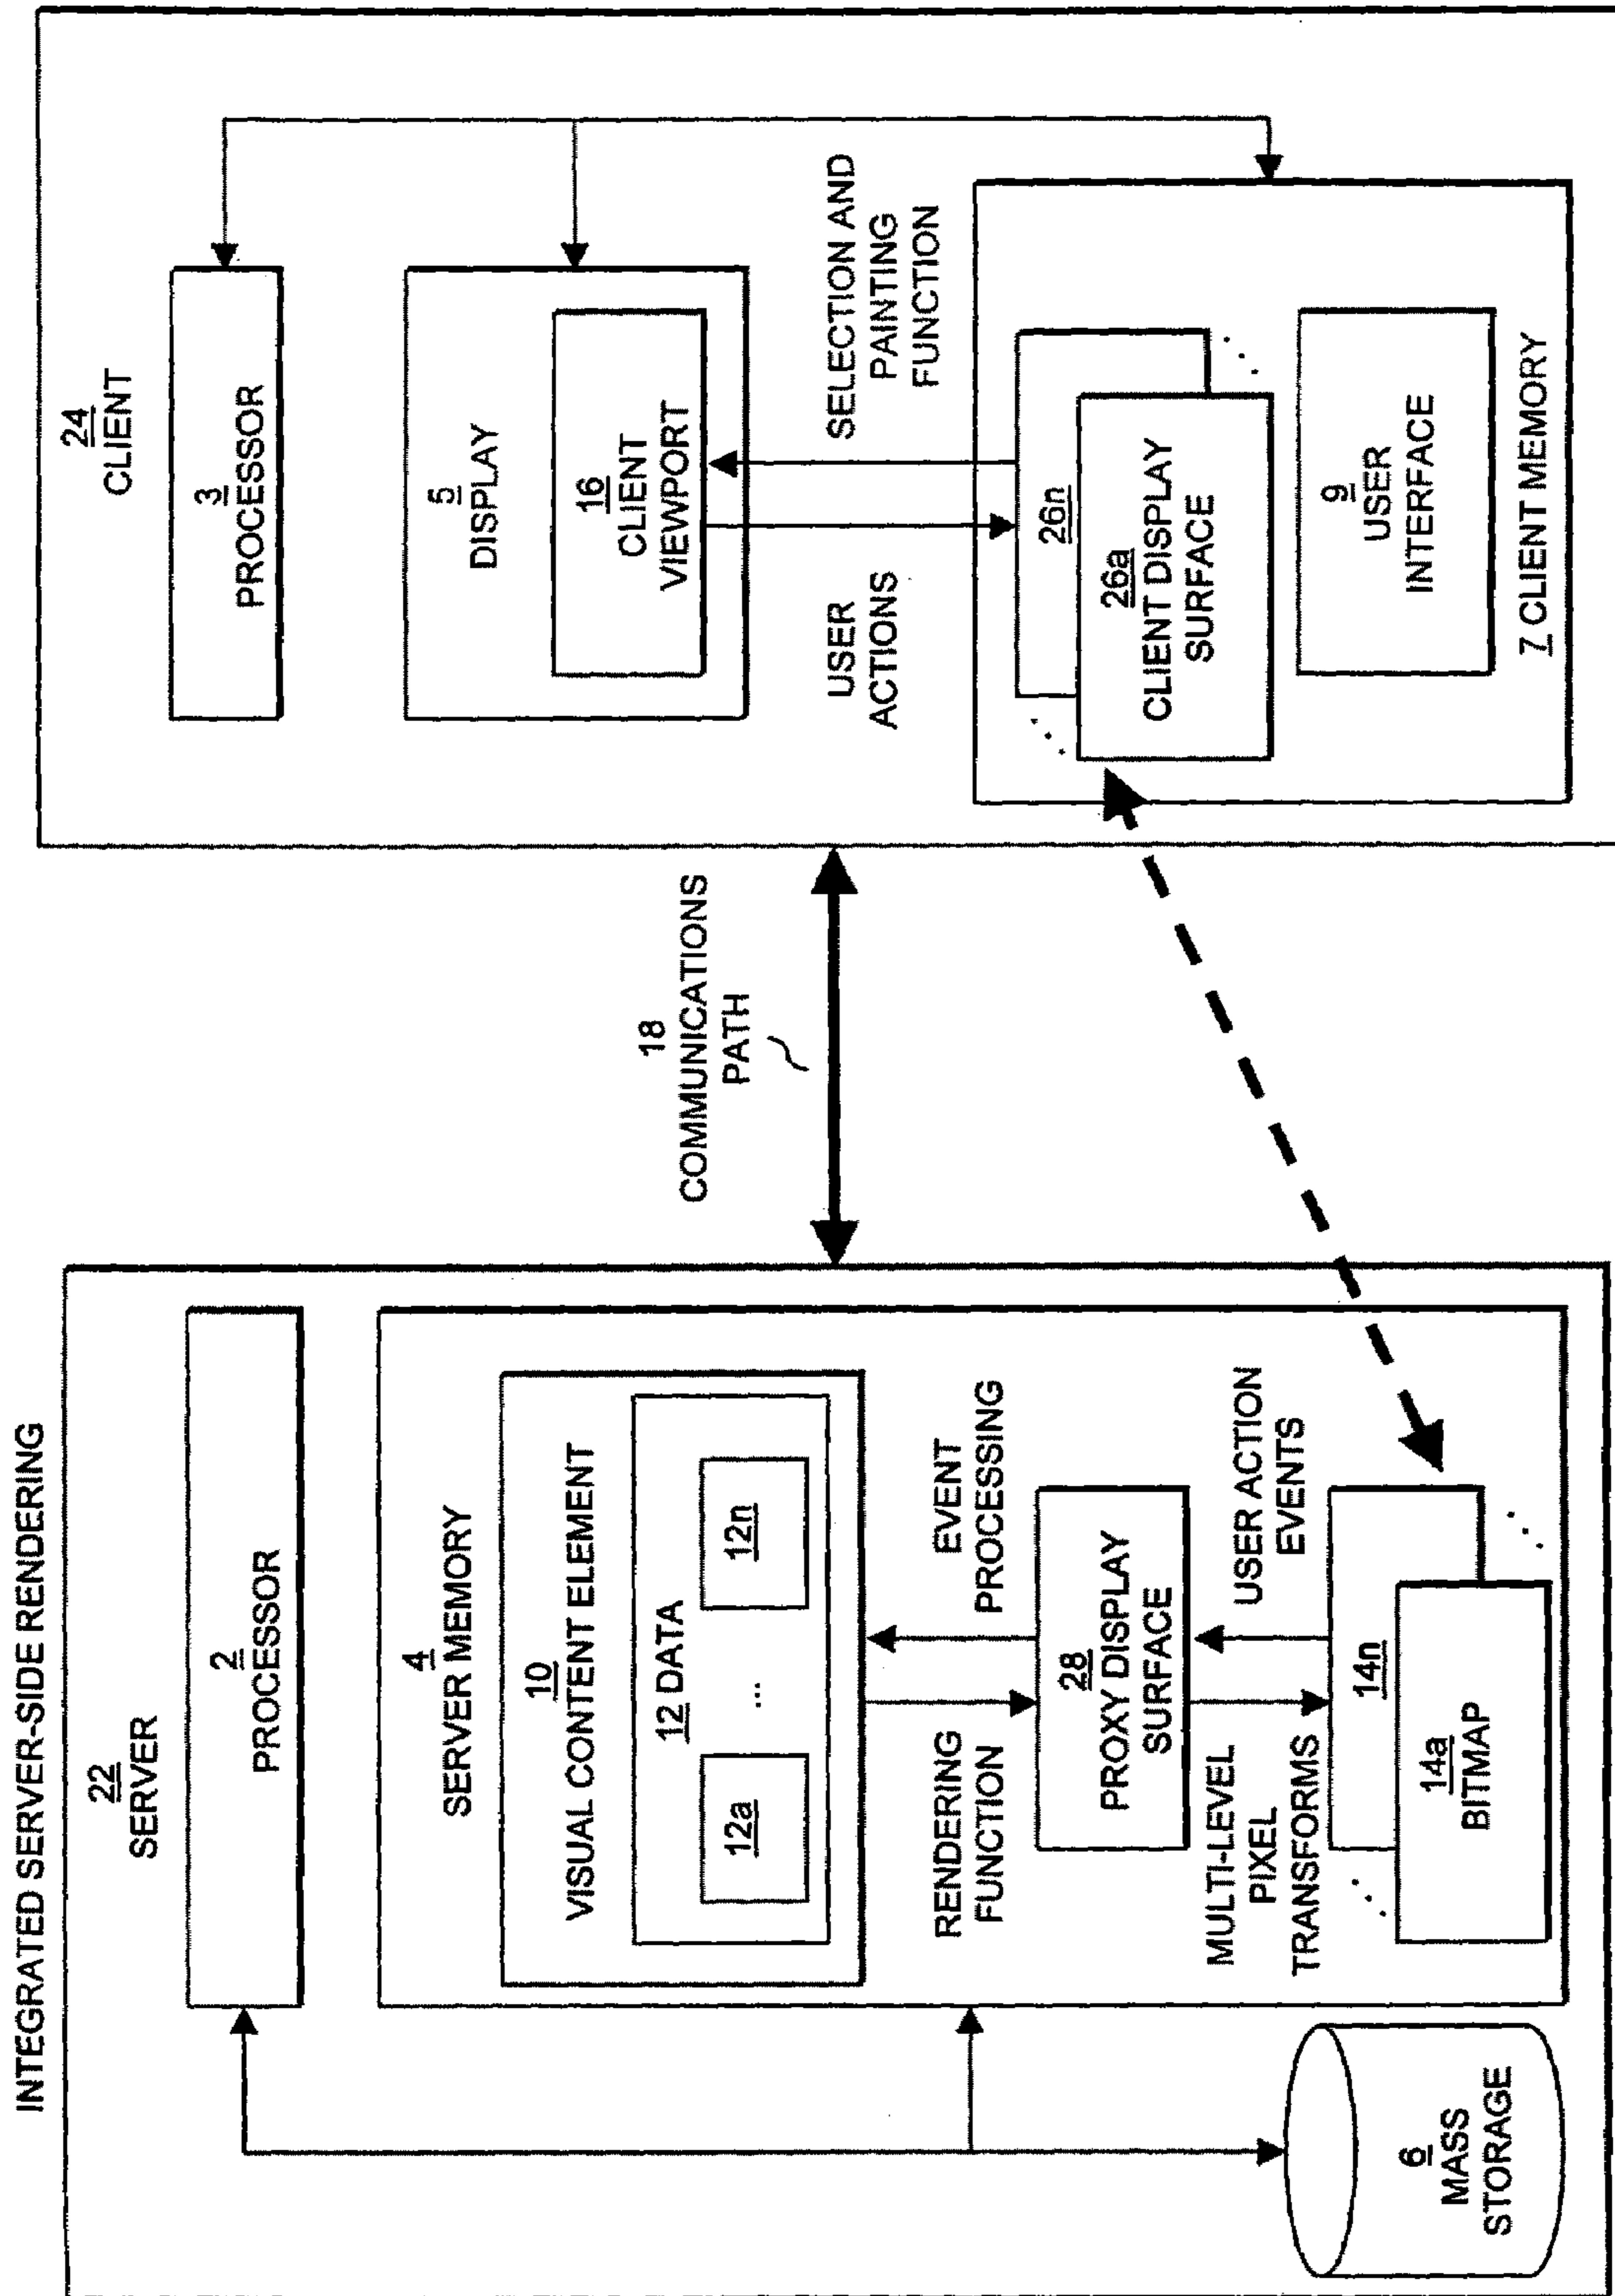 INTEGRATED SERVER-SIDE RENDERING
22
SERVER
2
PROCESSOR
4
SERVER MEMORY
10
VISUAL CONTENT ELEMENT
12 DATA
12a
...
12n
RENDERING
FUNCTION
EVENT
PROCESSING
28
PROXY DISPLAY
SURFACE
MULTI-LEVEL
PIXEL
TRANSFORMS
USER ACTION
EVENTS
14n
14a
BITMAP
6
MASS
STORAGE
18
COMMUNICATIONS
PATH
24
CLIENT
3
PROCESSOR
5
DISPLAY
16
CLIENT
VIEWPORT
USER
ACTIONS
SELECTION AND
PAINTING
FUNCTION
26n
26a
CLIENT DISPLAY
SURFACE
9
USER
INTERFACE
7 CLIENT MEMORY